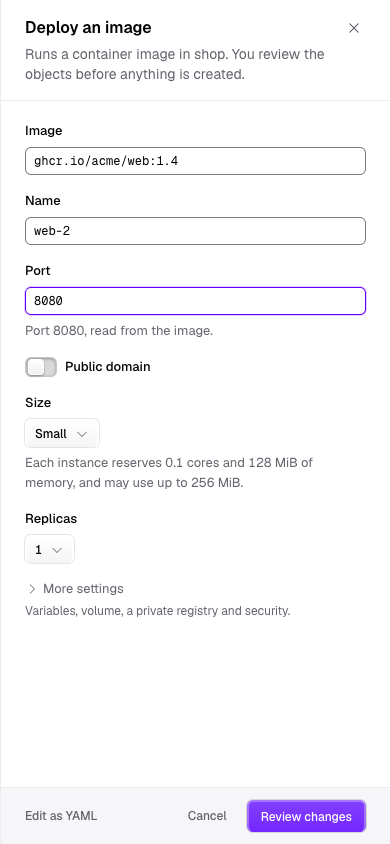 Deploy an image
Runs a container image in shop. You review the
objects before anything is created.
Image
ghcr.io/acme/web:1.4
Name
web-2
Port
8080
Port 8080, read from the image.
Public domain
Size
Small
Each instance reserves 0.1 cores and 128 MiB of
memory, and may use up to 256 MiB.
Replicas
1
More settings
Variables, volume, a private registry and security.
Edit as YAML
Cancel
Review changes